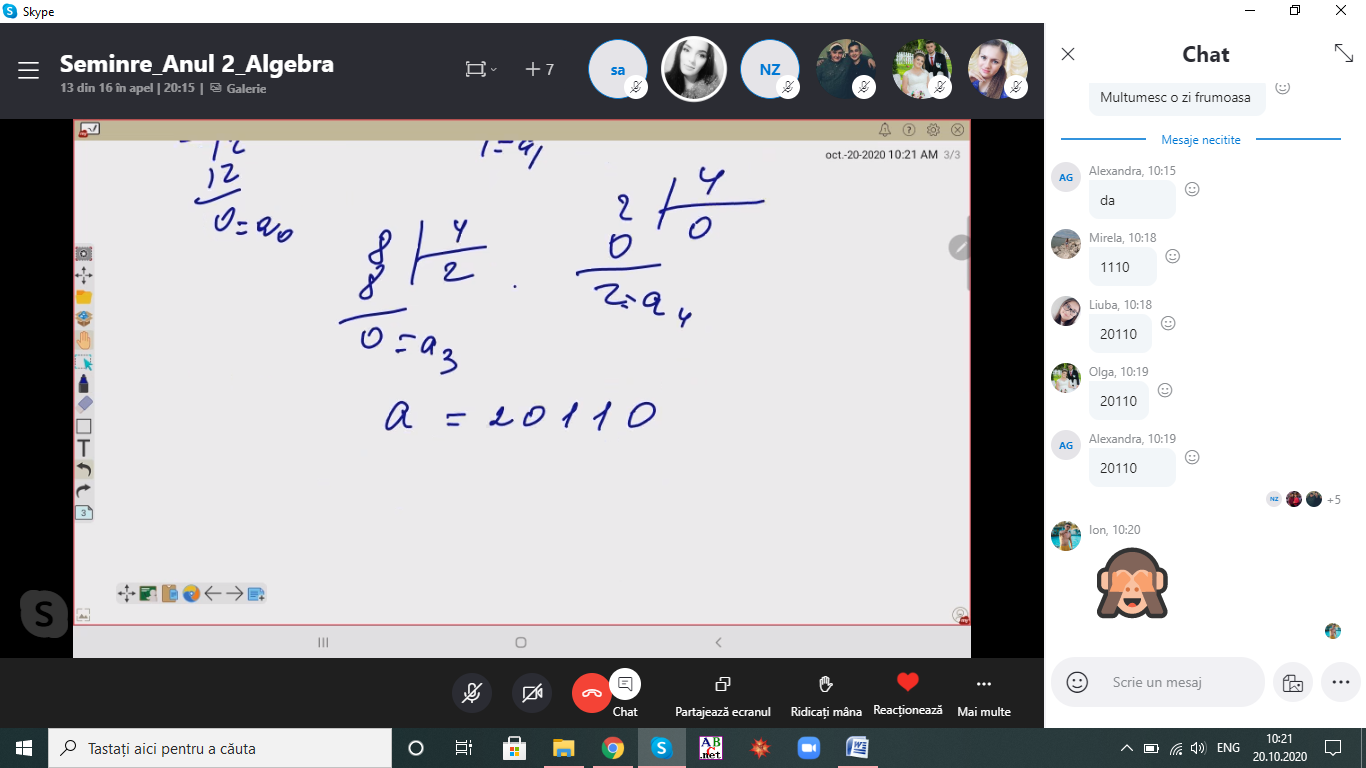 Skype
Seminre_Anul 2_Algebra
13 din 16 în apel | 20:15 | Galerie
+ 7
sa
NZ
oct.-20-2020 10:21 AM 3/3
12
12
0 = a0
1 = a1
8 4
8 2
0 = a3
2 4
0 0
2 = a4
a = 20110
3
S
Chat
Partajează ecranul
Ridicați mâna
Reacționează
Mai multe
Chat
Multumesc o zi frumoasa
Mesaje necitite
AG
Alexandra, 10:15
da
Mirela, 10:18
1110
Liuba, 10:18
20110
Olga, 10:19
20110
AG
Alexandra, 10:19
20110
NZ +5
Ion, 10:20
Scrie un mesaj
Tastați aici pentru a căuta
ABC.net
ENG
10:21
20.10.2020